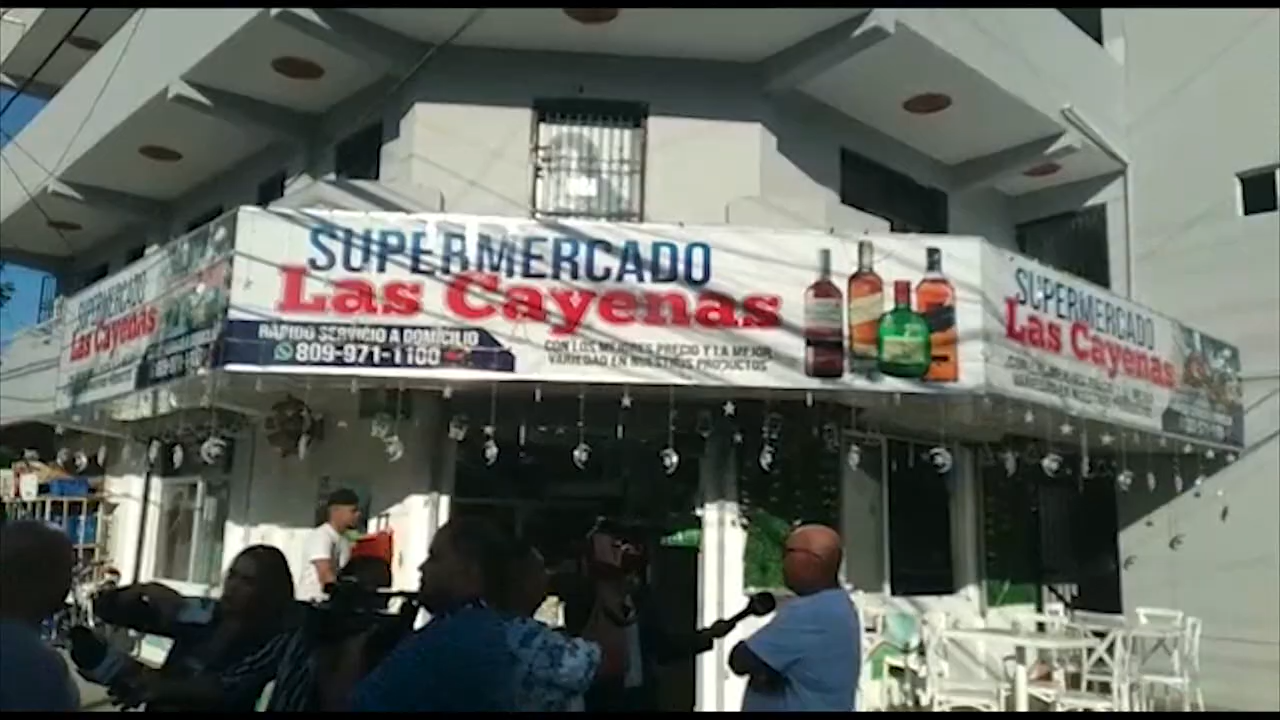 SUPERMERCADO
Las Cayenas
RAPIDO SERVICIO A DOMICILIO
809-971-1100
CON LOS MEJORES PRECIO Y LA MEJOR
VARIEDAD EN NUESTROS PRODUCTOS
SUPERMERCADO
Las Cayenas
SUPERMERCADO
Las Cayenas